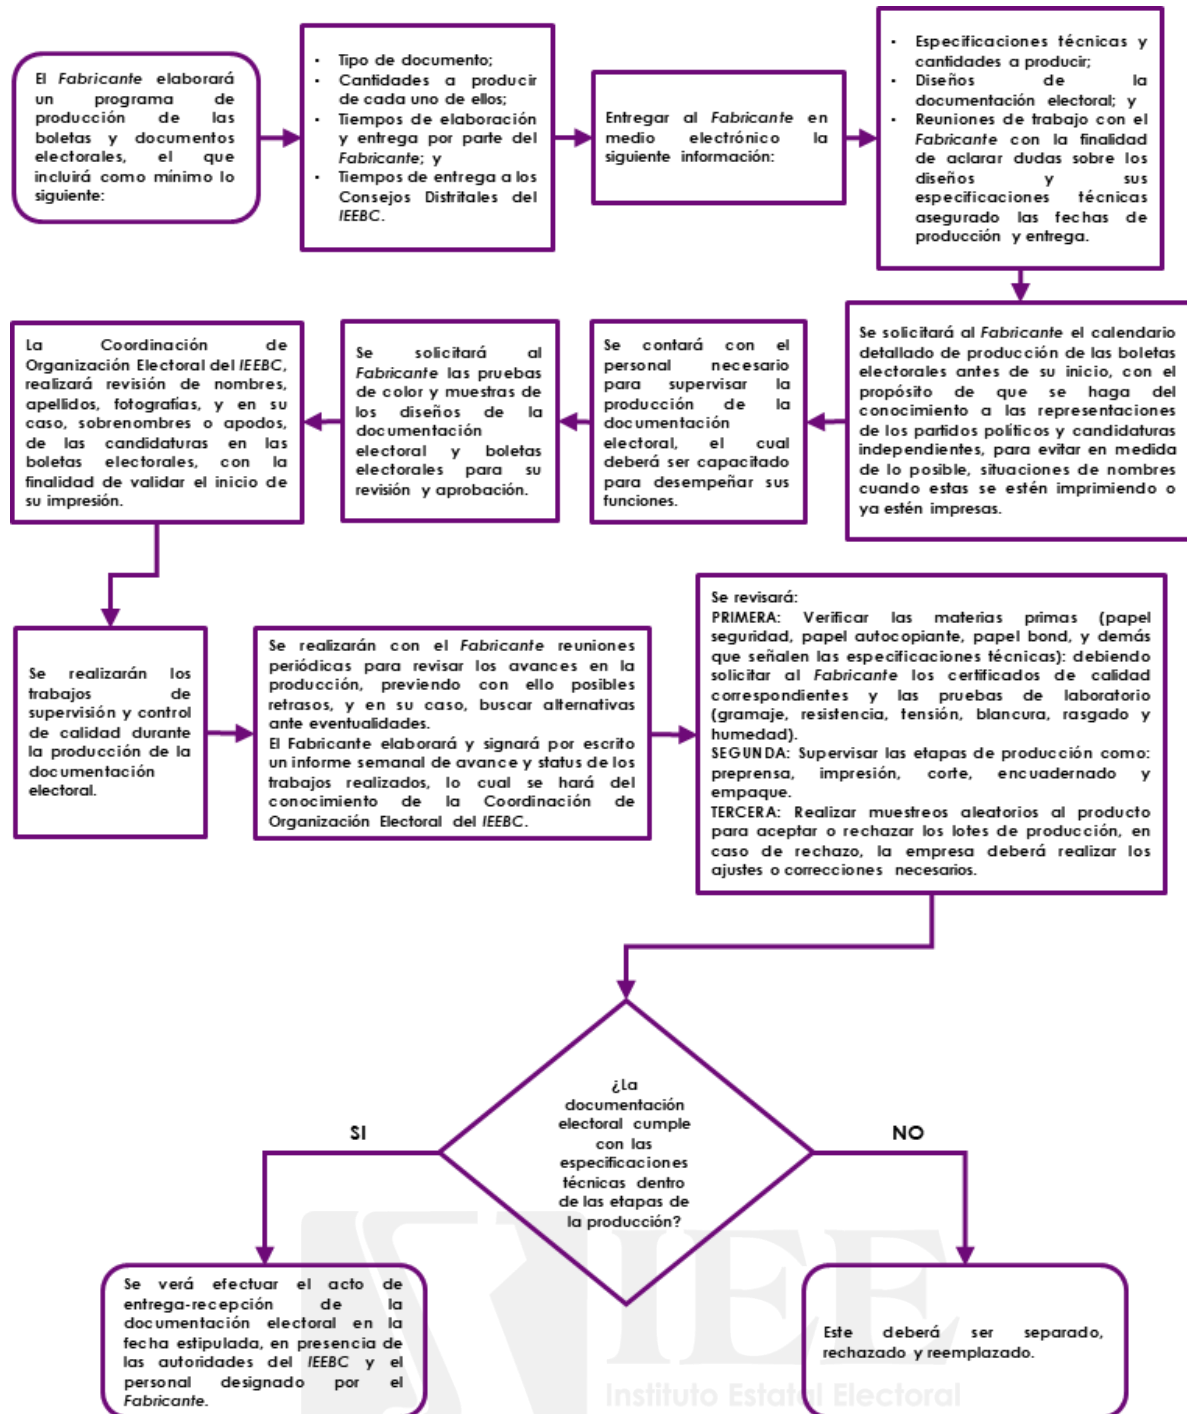 El Fabricante elaborará
un programa de
producción de las
boletas y documentos
electorales, el que
incluirá como mínimo lo
siguiente:
· Tipo de documento;
· Cantidades a producir
de cada uno de ellos;
· Tiempos de elaboración
y entrega por parte del
Fabricante; y
· Tiempos de entrega a los
Consejos Distritales del
IEEBC.
Entregar al Fabricante en
medio electrónico la
siguiente información:
· Especificaciones técnicas y
cantidades a producir;
· Diseños de la
documentación electoral; y
· Reuniones de trabajo con el
Fabricante con la finalidad
de aclarar dudas sobre los
diseños y sus
especificaciones técnicas
asegurado las fechas de
producción y entrega.
Se solicitará al Fabricante el calendario
detallado de producción de las boletas
electorales antes de su inicio, con el
propósito de que se haga del
conocimiento a las representaciones
de los partidos políticos y candidaturas
independientes, para evitar en medida
de lo posible, situaciones de nombres
cuando estas se estén imprimiendo o
ya estén impresas.
Se contará con el
personal necesario
para supervisar la
producción de la
documentación
electoral, el cual
deberá ser capacitado
para desempeñar sus
funciones.
Se solicitará al
Fabricante las pruebas
de color y muestras de
los diseños de la
documentación
electoral y boletas
electorales para su
revisión y aprobación.
La Coordinación de
Organización Electoral del IEEBC,
realizará revisión de nombres,
apellidos, fotografías, y en su
caso, sobrenombres o apodos,
de las candidaturas en las
boletas electorales, con la
finalidad de validar el inicio de
su impresión.
Se realizarán los
trabajos de
supervisión y control
de calidad durante
la producción de la
documentación
electoral.
Se realizarán con el Fabricante reuniones
periódicas para revisar los avances en la
producción, previendo con ello posibles
retrasos, y en su caso, buscar alternativas
ante eventualidades.
El Fabricante elaborará y signará por escrito
un informe semanal de avance y status de los
trabajos realizados, lo cual se hará del
conocimiento de la Coordinación de
Organización Electoral del IEEBC.
Se revisará:
PRIMERA: Verificar las materias primas (papel
seguridad, papel autocopiante, papel bond, y demás
que señalen las especificaciones técnicas): debiendo
solicitar al Fabricante los certificados de calidad
correspondientes y las pruebas de laboratorio
(gramaje, resistencia, tensión, blancura, rasgado y
humedad).
SEGUNDA: Supervisar las etapas de producción como:
preprensa, impresión, corte, encuadernado y
empaque.
TERCERA: Realizar muestreos aleatorios al producto
para aceptar o rechazar los lotes de producción, en
caso de rechazo, la empresa deberá realizar los
ajustes o correcciones necesarios.
¿La
documentación
electoral cumple
con las
especificaciones
técnicas dentro
de las etapas de
la producción?
SI
NO
Se verá efectuar el acto de
entrega-recepción de la
documentación electoral en la
fecha estipulada, en presencia de
las autoridades del IEEBC y el
personal designado por el
Fabricante.
Este deberá ser separado,
rechazado y reemplazado.
IEE
Instituto Estatal Electoral